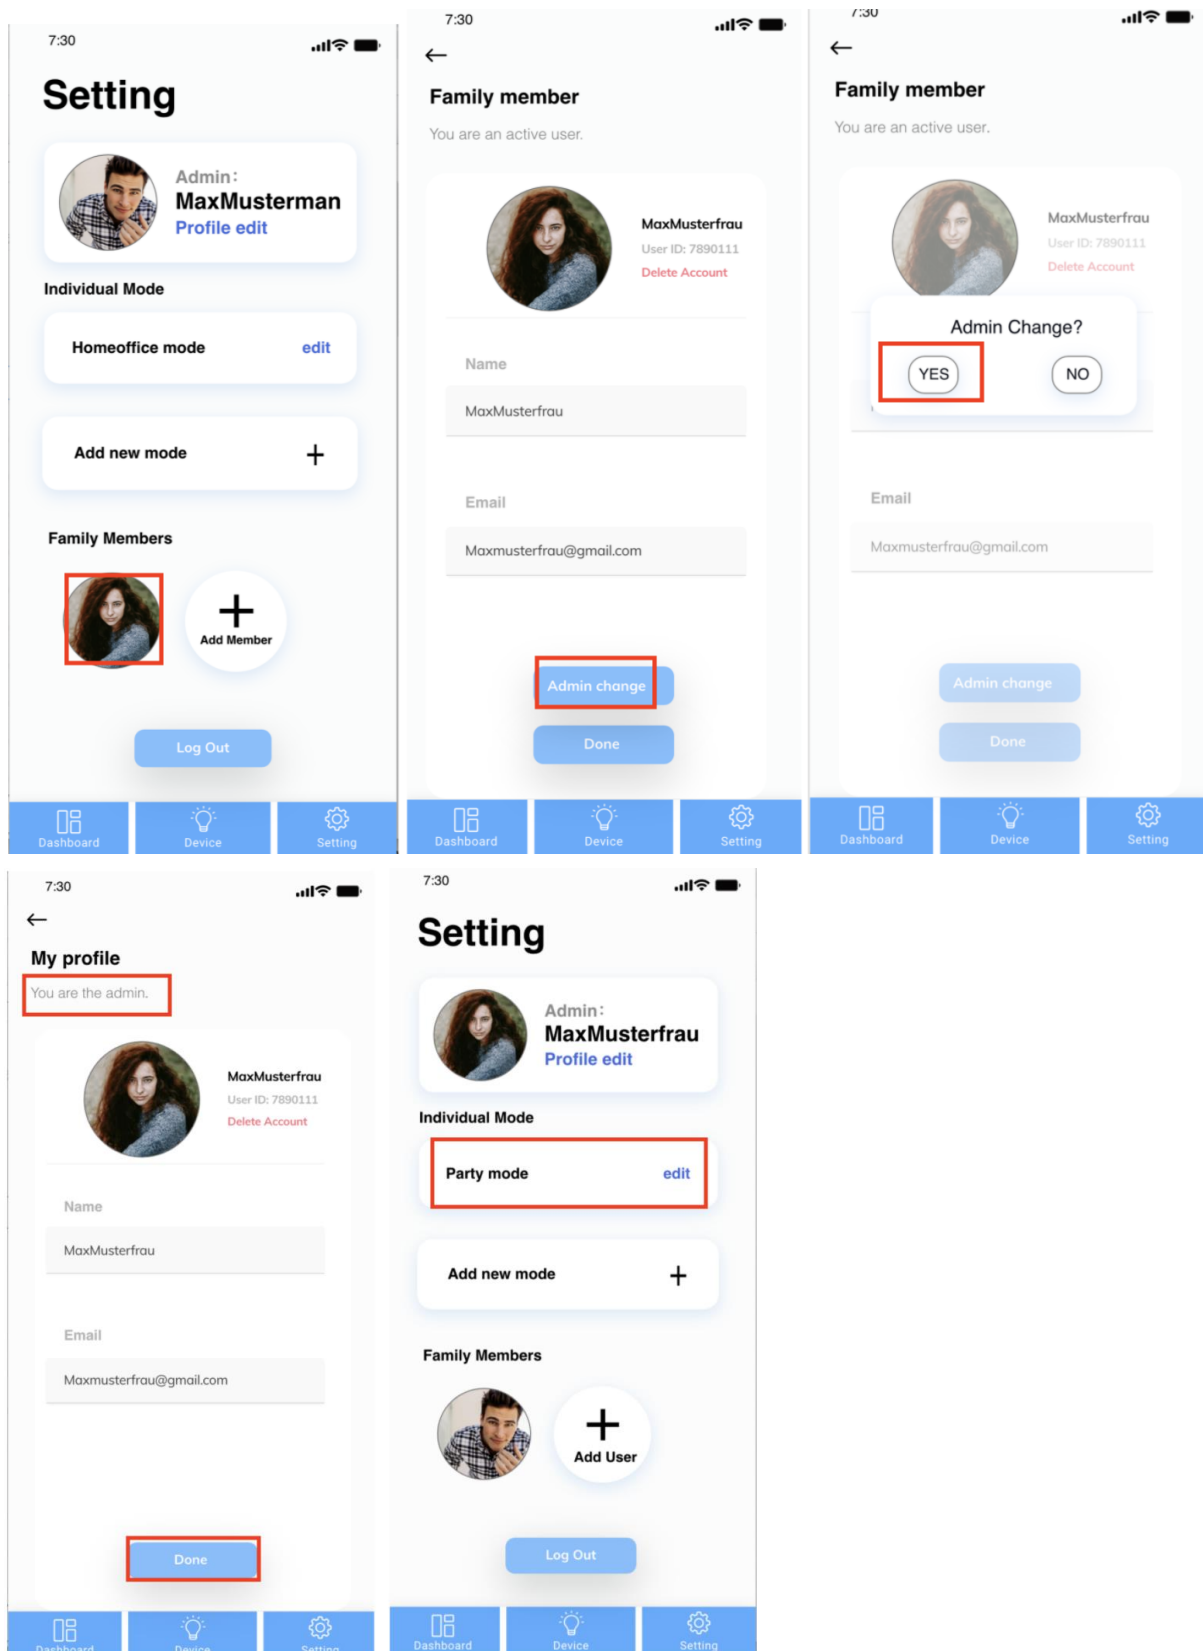 7:30
Setting
Admin:
MaxMusterman
Profile edit
Individual Mode
Homeoffice mode edit
Add new mode +
Family Members
+
Add Member
Log Out
Dashboard Device Setting
7:30
←
Family member
You are an active user.
MaxMusterfrau
User ID: 7890111
Delete Account
Name
MaxMusterfrau
Email
Maxmusterfrau@gmail.com
Admin change
Done
Dashboard Device Setting
7:30
←
Family member
You are an active user.
MaxMusterfrau
User ID: 7890111
Delete Account
Admin Change?
YES NO
Email
Maxmusterfrau@gmail.com
Admin change
Done
Dashboard Device Setting
7:30
←
My profile
You are the admin.
MaxMusterfrau
User ID: 7890111
Delete Account
Name
MaxMusterfrau
Email
Maxmusterfrau@gmail.com
Done
Dashboard Device Setting
7:30
Setting
Admin:
MaxMusterfrau
Profile edit
Individual Mode
Party mode edit
Add new mode +
Family Members
+
Add User
Log Out
Dashboard Device Setting